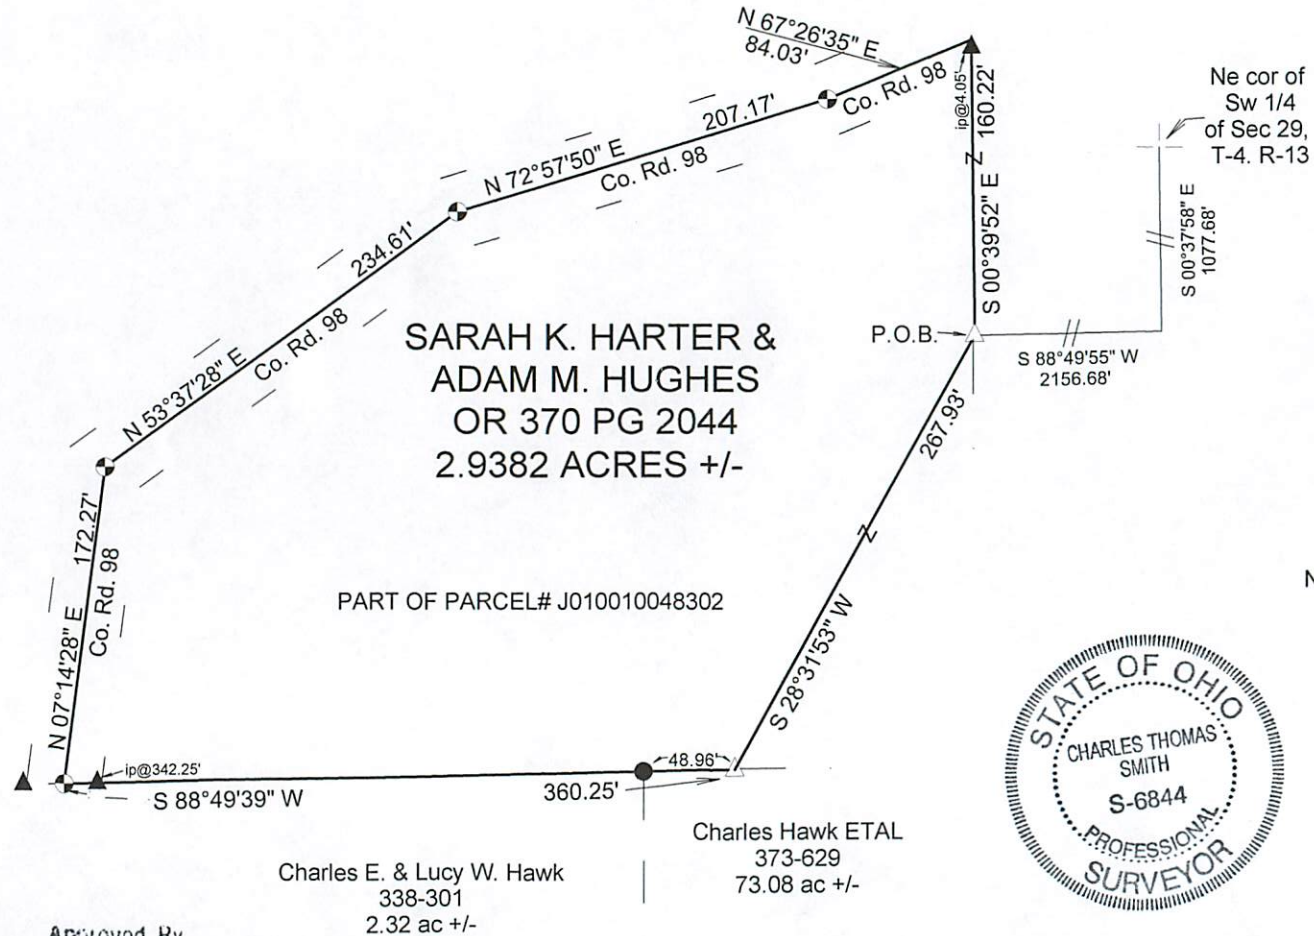 N 67°26'35" E
84.03'
Co. Rd. 98
ip@4.05'
160.22'
S 00°39'52" E
Z
Ne cor of
Sw 1/4
of Sec 29,
T-4. R-13
S 00°37'58" E
1077.68'
207.17'
N 72°57'50" E
Co. Rd. 98
234.61'
N 53°37'28" E
Co. Rd. 98
SARAH K. HARTER &
ADAM M. HUGHES
OR 370 PG 2044
2.9382 ACRES +/-
P.O.B.
S 88°49'55" W
2156.68'
267.93'
Z
S 28°31'53" W
172.27'
N 07°14'28" E
Co. Rd. 98
PART OF PARCEL# J010010048302
N
ip@342.25'
S 88°49'39" W
48.96'
360.25'
Charles Hawk ETAL
373-629
73.08 ac +/-
Charles E. & Lucy W. Hawk
338-301
2.32 ac +/-
STATE OF OHIO
CHARLES THOMAS
SMITH
S-6844
PROFESSIONAL
SURVEYOR
Approved By